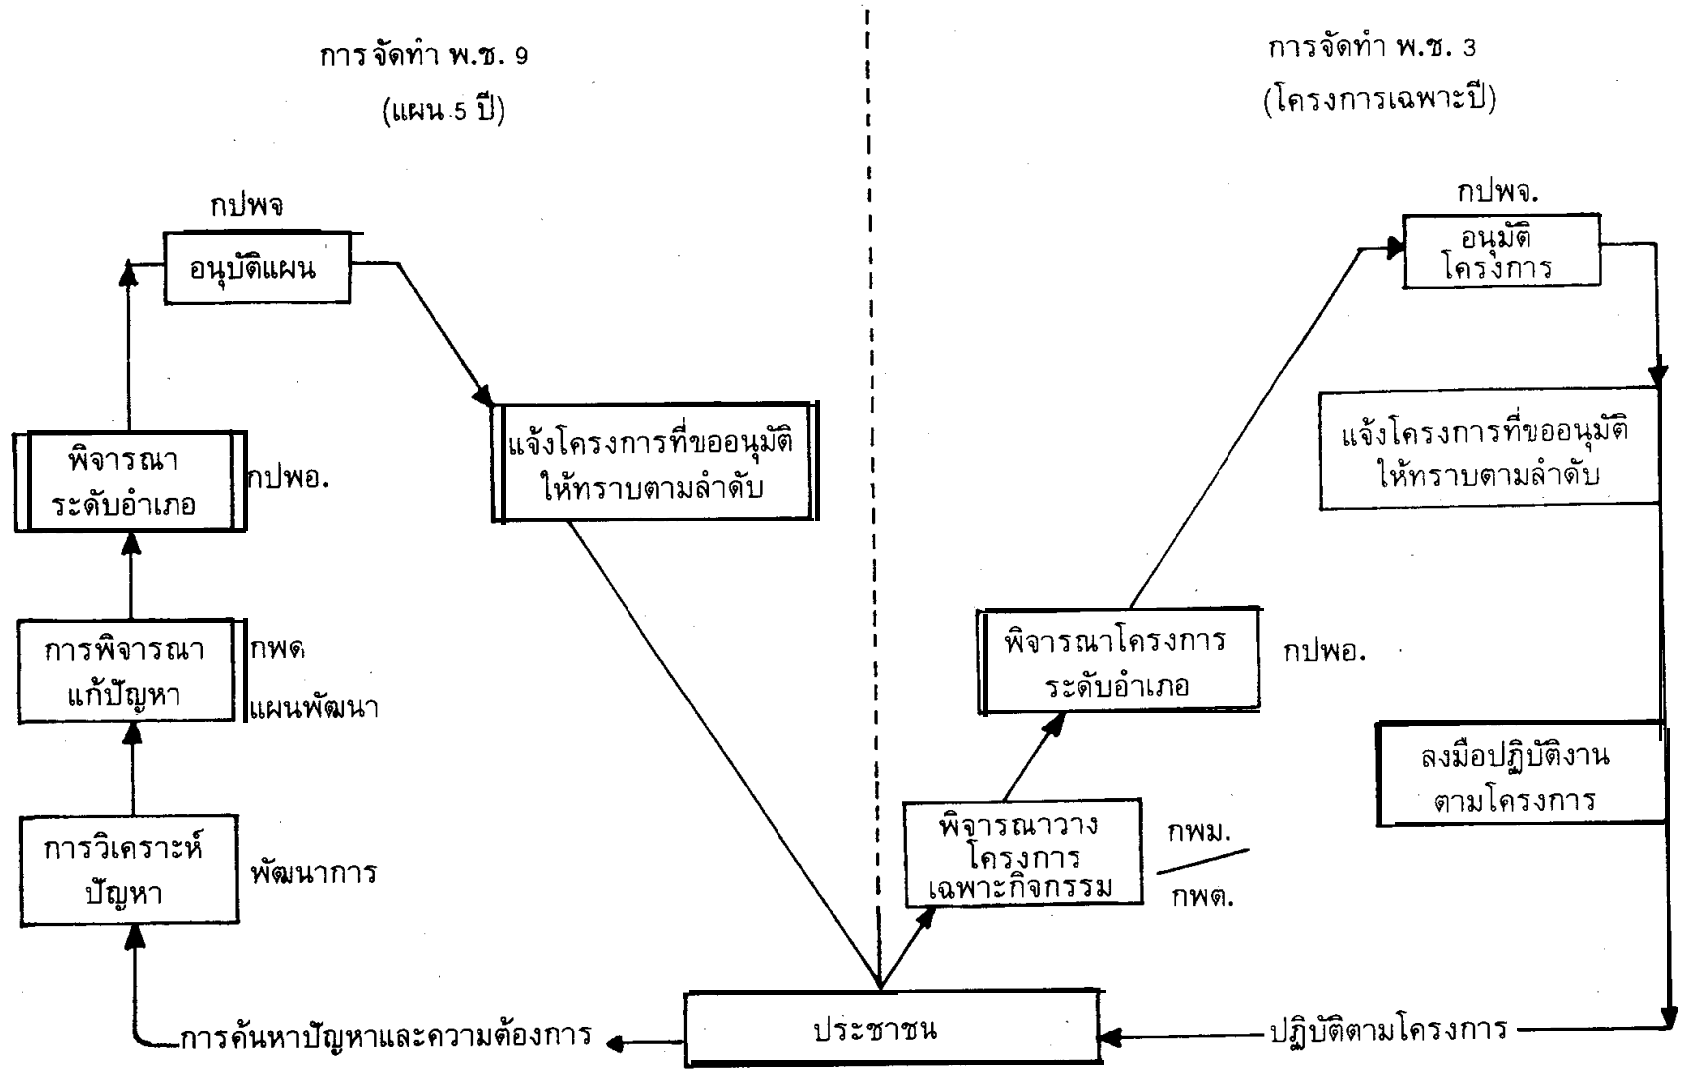 การจัดทำ พ.ช. 9
(แผน 5 ปี)
กปพจ
อนุบัติแผน
แจ้งโครงการที่ขออนุมัติ
ให้ทราบตามลำดับ
พิจารณา
ระดับอำเภอ
กปพอ.
การพิจารณา
แก้ปัญหา
กพด
แผนพัฒนา
การวิเคราะห์
ปัญหา
พัฒนาการ
การค้นหาปัญหาและความต้องการ
ประชาชน
การจัดทำ พ.ช. 3
(โครงการเฉพาะปี)
กปพจ.
อนุมัติ
โครงการ
แจ้งโครงการที่ขออนุมัติ
ให้ทราบตามลำดับ
พิจารณาโครงการ
ระดับอำเภอ
กปพอ.
ลงมือปฏิบัติงาน
ตามโครงการ
พิจารณาวาง
โครงการ
เฉพาะกิจกรรม
กพม.
กพต.
ปฏิบัติตามโครงการ